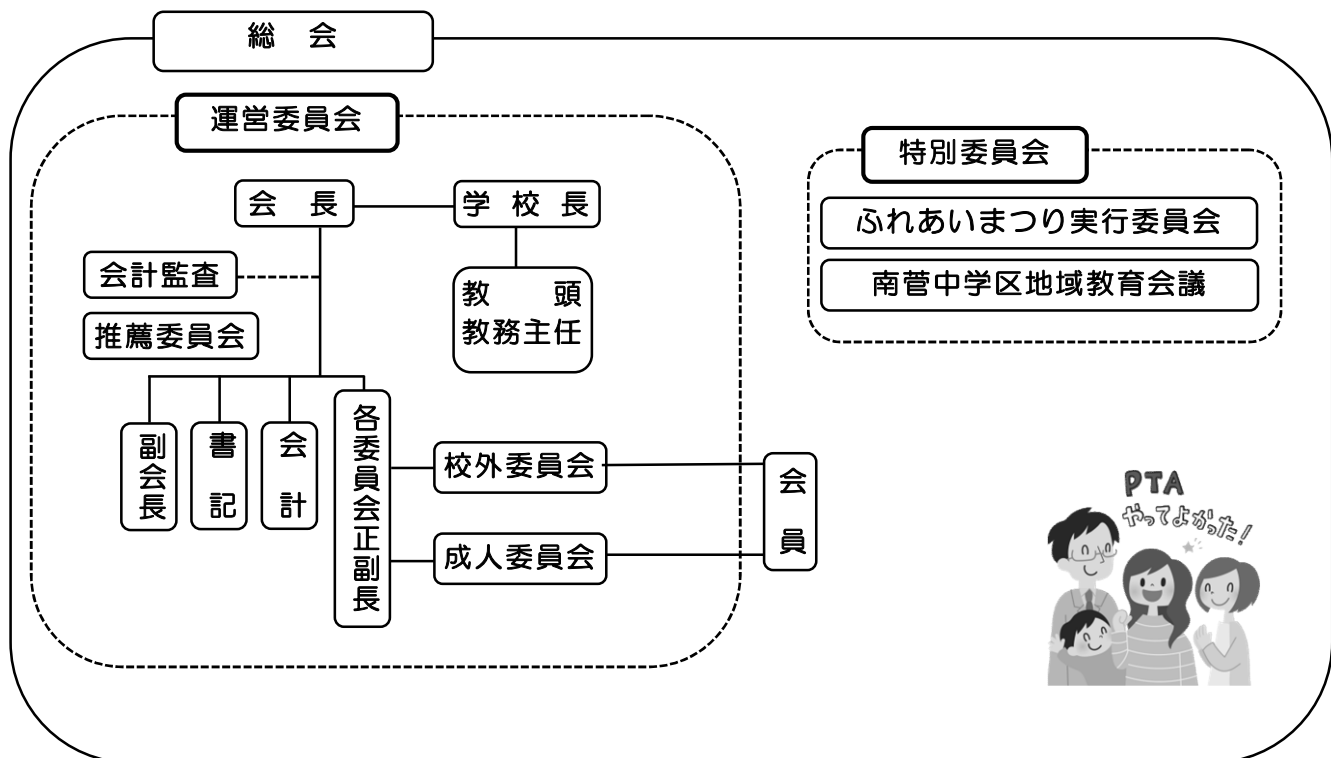 総 会
運営委員会
特別委員会
会 長
学 校 長
ふれあいまつり実行委員会
会計監査
南菅中学区地域教育会議
教 頭
教務主任
推薦委員会
副会長
書 記
会 計
各委員会正副長
校外委員会
会 員
成人委員会
PTA
やってよかった!